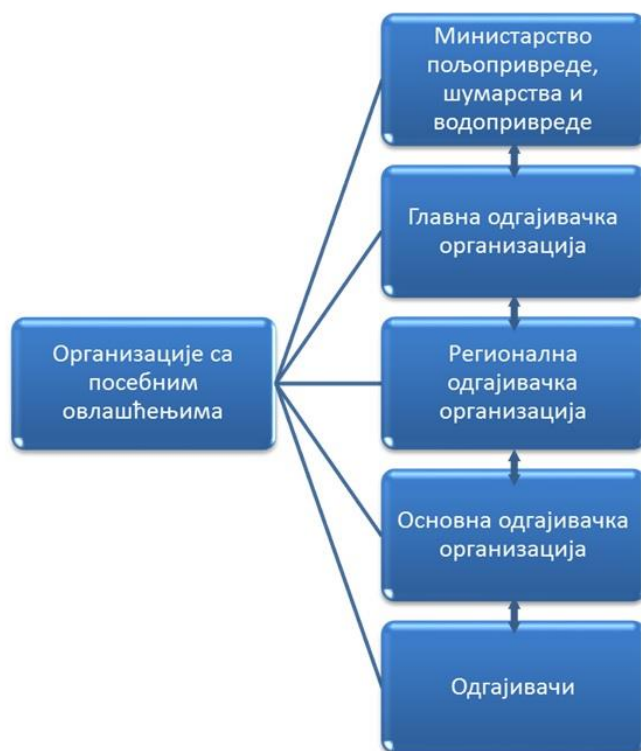 Министарство
пољопривреде,
шумарства и
водопривреде
Главна одгајивачка
организација
Организације са
посебним
овлашћењима
Регионална
одгајивачка
организација
Основна одгајивачка
организација
Одгајивачи